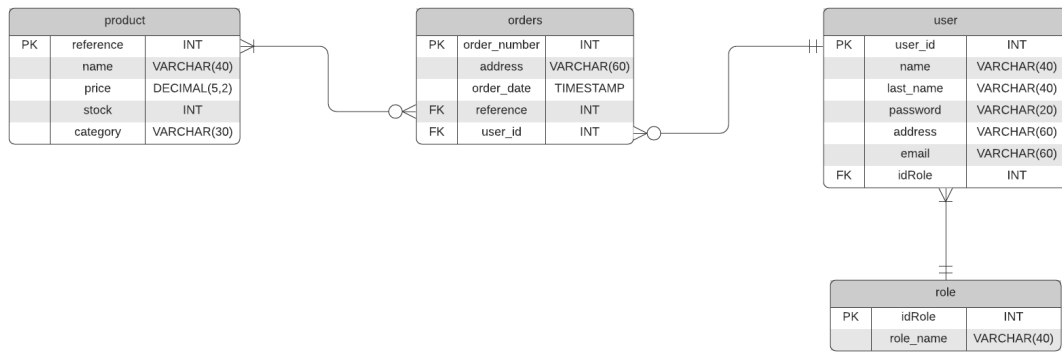 product
PK reference INT
name VARCHAR(40)
price DECIMAL(5,2)
stock INT
category VARCHAR(30)
orders
PK order_number INT
address VARCHAR(60)
order_date TIMESTAMP
FK reference INT
FK user_id INT
user
PK user_id INT
name VARCHAR(40)
last_name VARCHAR(40)
password VARCHAR(20)
address VARCHAR(60)
email VARCHAR(60)
FK idRole INT
role
PK idRole INT
role_name VARCHAR(40)